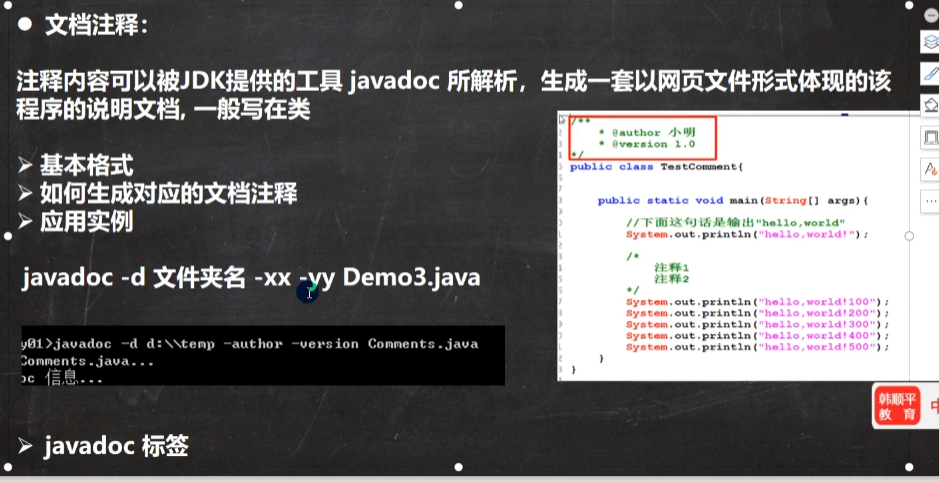 ● 文档注释：
注释内容可以被JDK提供的工具 javadoc 所解析，生成一套以网页文件形式体现的该
程序的说明文档, 一般写在类
➢ 基本格式
➢ 如何生成对应的文档注释
➢ 应用实例
javadoc -d 文件夹名 -xx -yy Demo3.java
y01>javadoc -d d:\\temp -author -version Comments.java
Comments.java...
oc 信息...
➢ javadoc 标签
/**
* @author 小明
* @version 1.0
*/
public class TestComment{
public static void main(String[] args){
//下面这句话是输出"hello,world"
System.out.println("hello,world!");
/*
注释1
注释2
*/
System.out.println("hello,world!100");
System.out.println("hello,world!200");
System.out.println("hello,world!300");
System.out.println("hello,world!400");
System.out.println("hello,world!500");
}
}
韩顺平
教 育